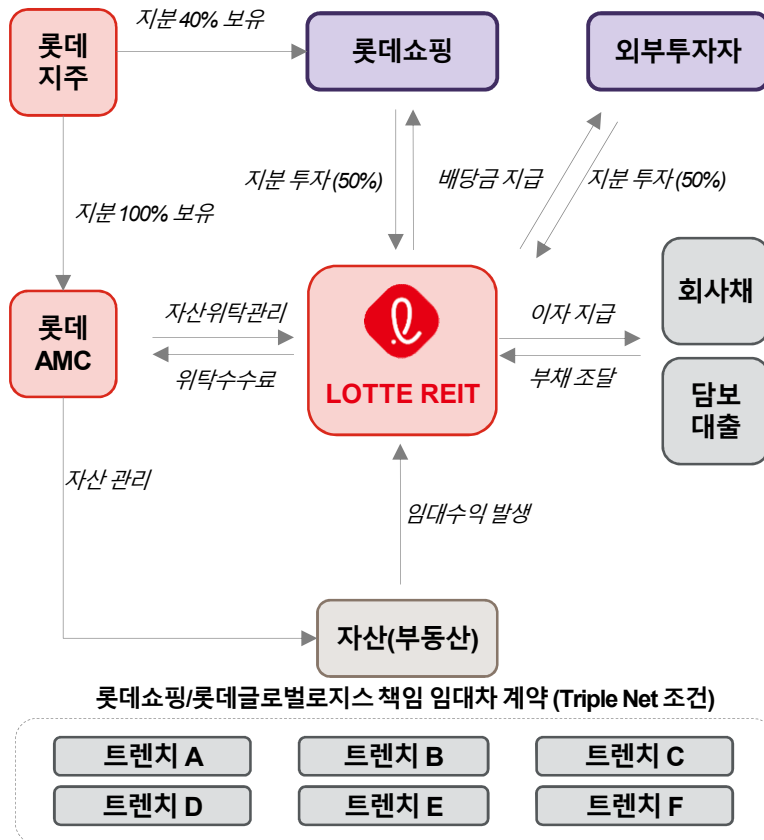 지분 40% 보유
롯데
지주
롯데쇼핑
외부투자자
지분 투자 (50%)
배당금 지급
지분 투자 (50%)
지분 100% 보유
롯데
AMC
자산위탁관리
위탁수수료
LOTTE REIT
이자 지급
부채 조달
회사채
담보
대출
자산 관리
임대수익 발생
자산(부동산)
롯데쇼핑/롯데글로벌로지스 책임 임대차 계약 (Triple Net 조건)
트렌치 A
트렌치 B
트렌치 C
트렌치 D
트렌치 E
트렌치 F